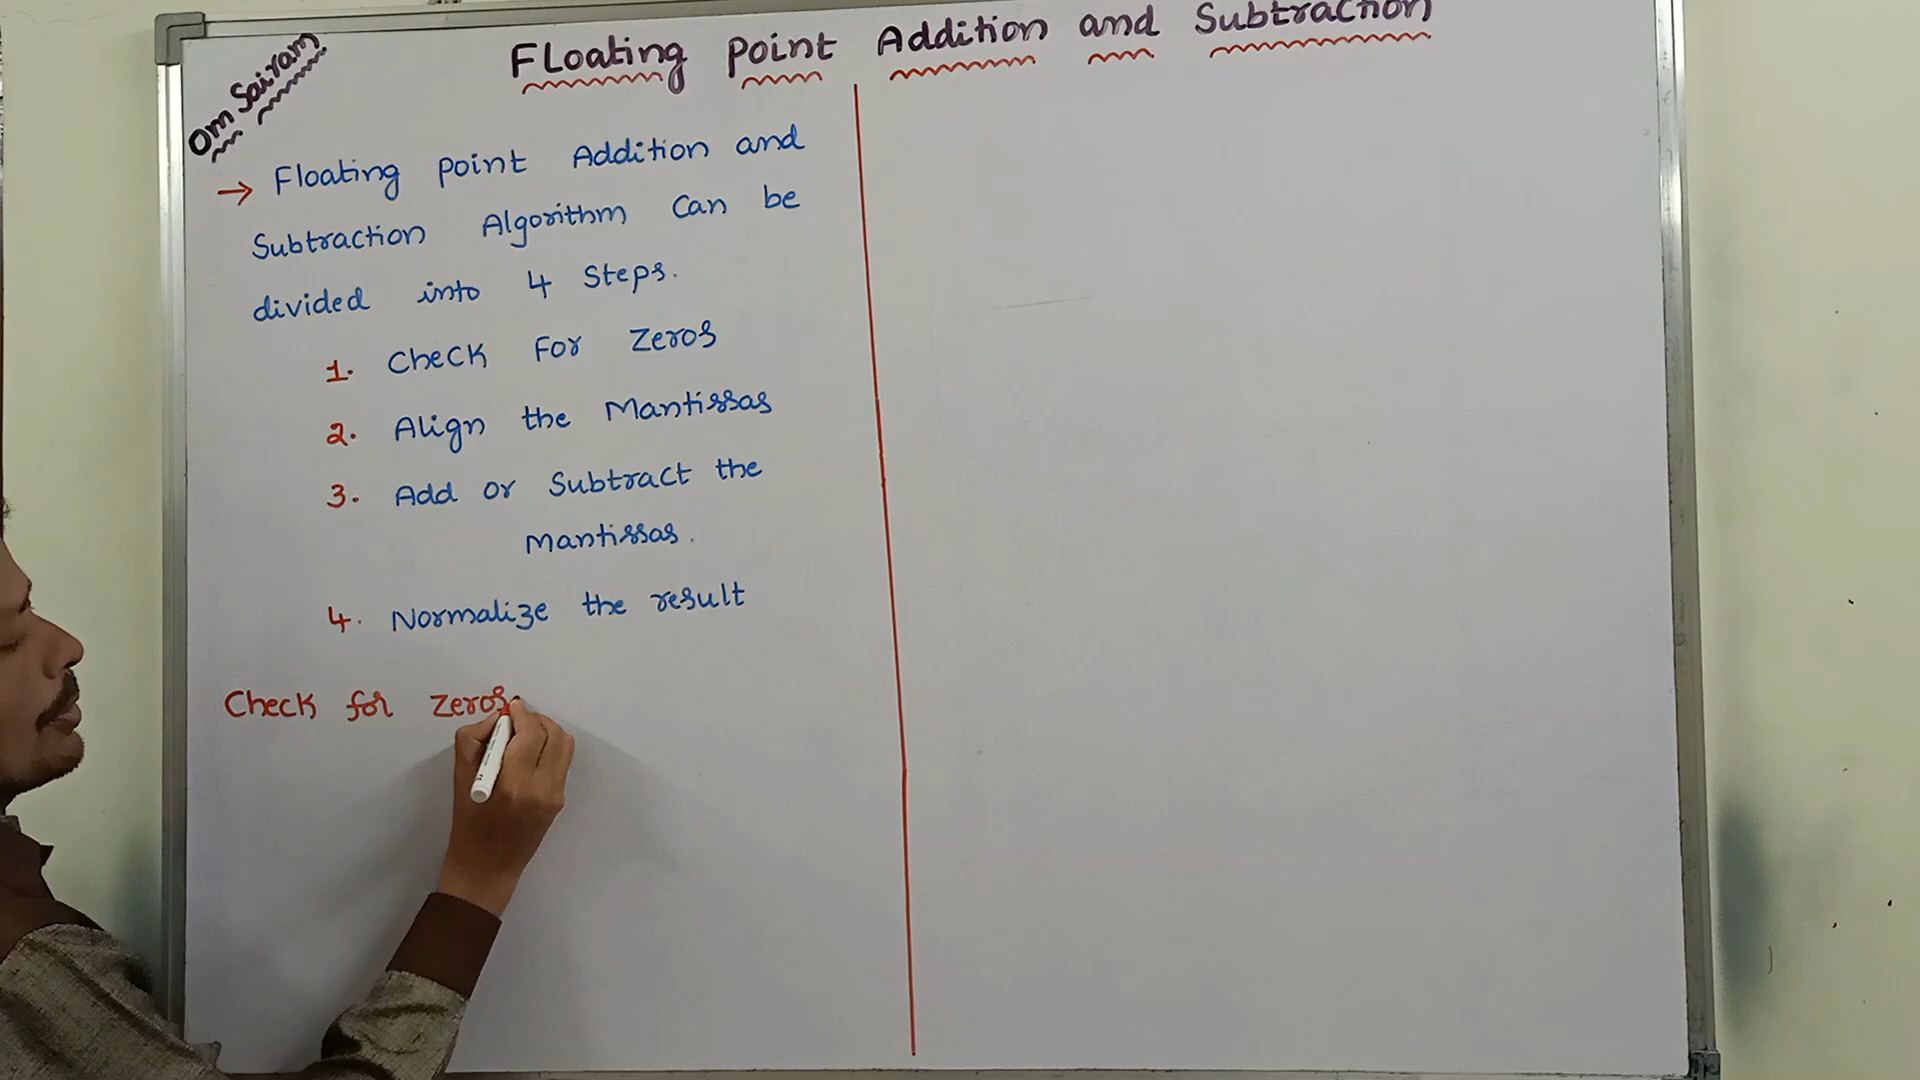 Om Sairam
Floating Point Addition and Subtraction
→ Floating Point Addition and
Subtraction Algorithm Can be
divided into 4 Steps.
1. Check For Zeros
2. Align the Mantissas
3. Add or Subtract the
Mantissas.
4. Normalize the result
Check for Zeros